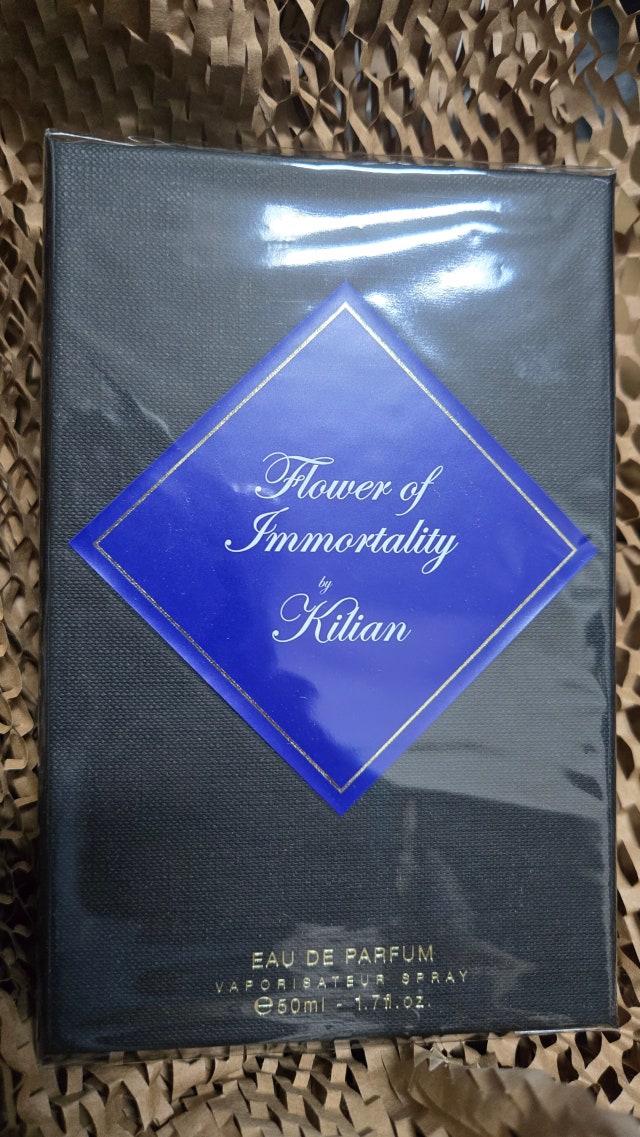 Flower of
Immortality
by
Kilian
EAU DE PARFUM
VAPORISATEUR SPRAY
℮50ml - 1.7fl.oz.